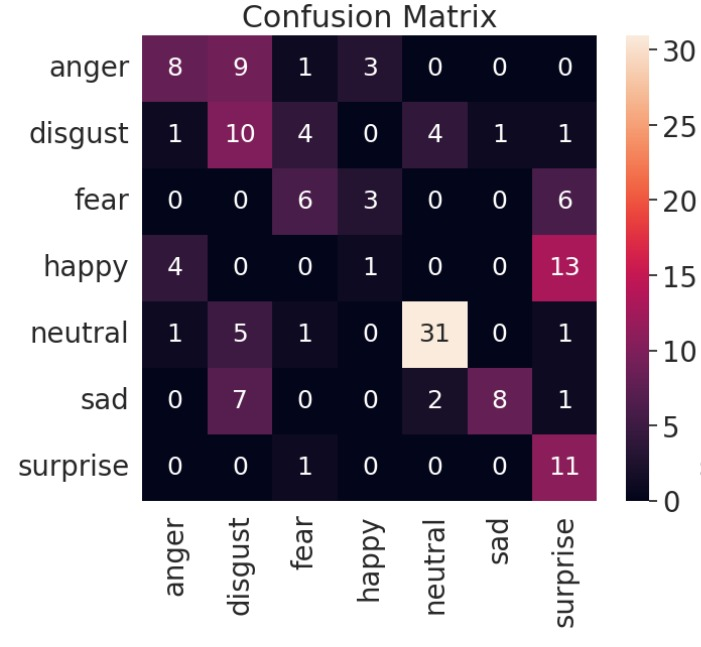 Confusion Matrix
anger 8 9 1 3 0 0 0
disgust 1 10 4 0 4 1 1
fear 0 0 6 3 0 0 6
happy 4 0 0 1 0 0 13
neutral 1 5 1 0 31 0 1
sad 0 7 0 0 2 8 1
surprise 0 0 1 0 0 0 11
anger disgust fear happy neutral sad surprise
30
25
20
15
10
5
0